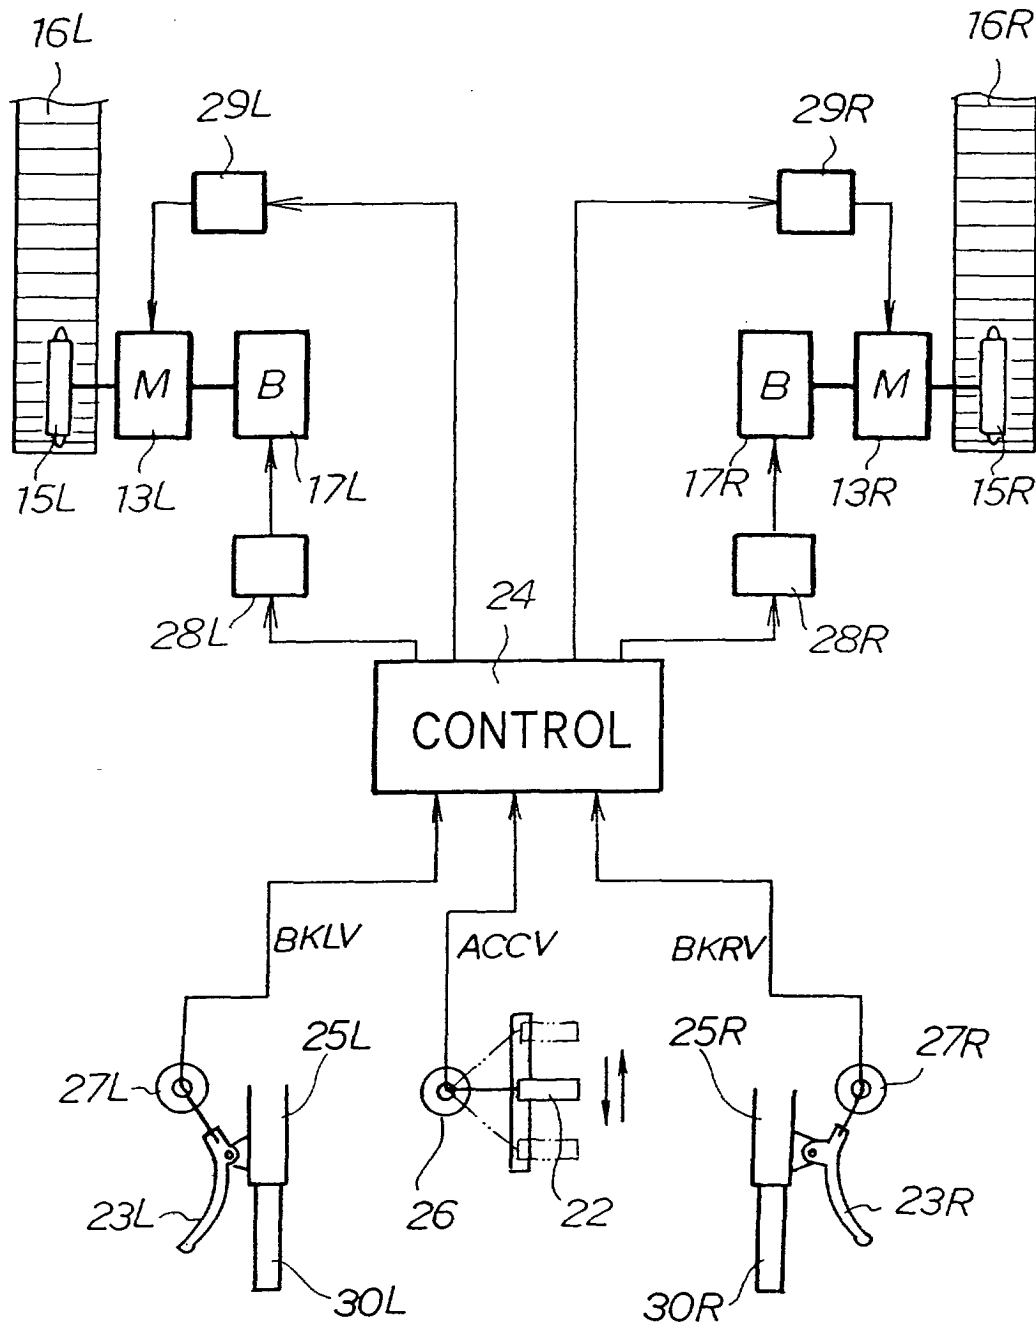 16L
16R
29L
29R
M
B
B
M
15L
13L
17L
17R
13R
15R
24
28L
28R
CONTROL
BKLV
ACCV
BKRV
25L
25R
27L
27R
23L
26
22
23R
30L
30R